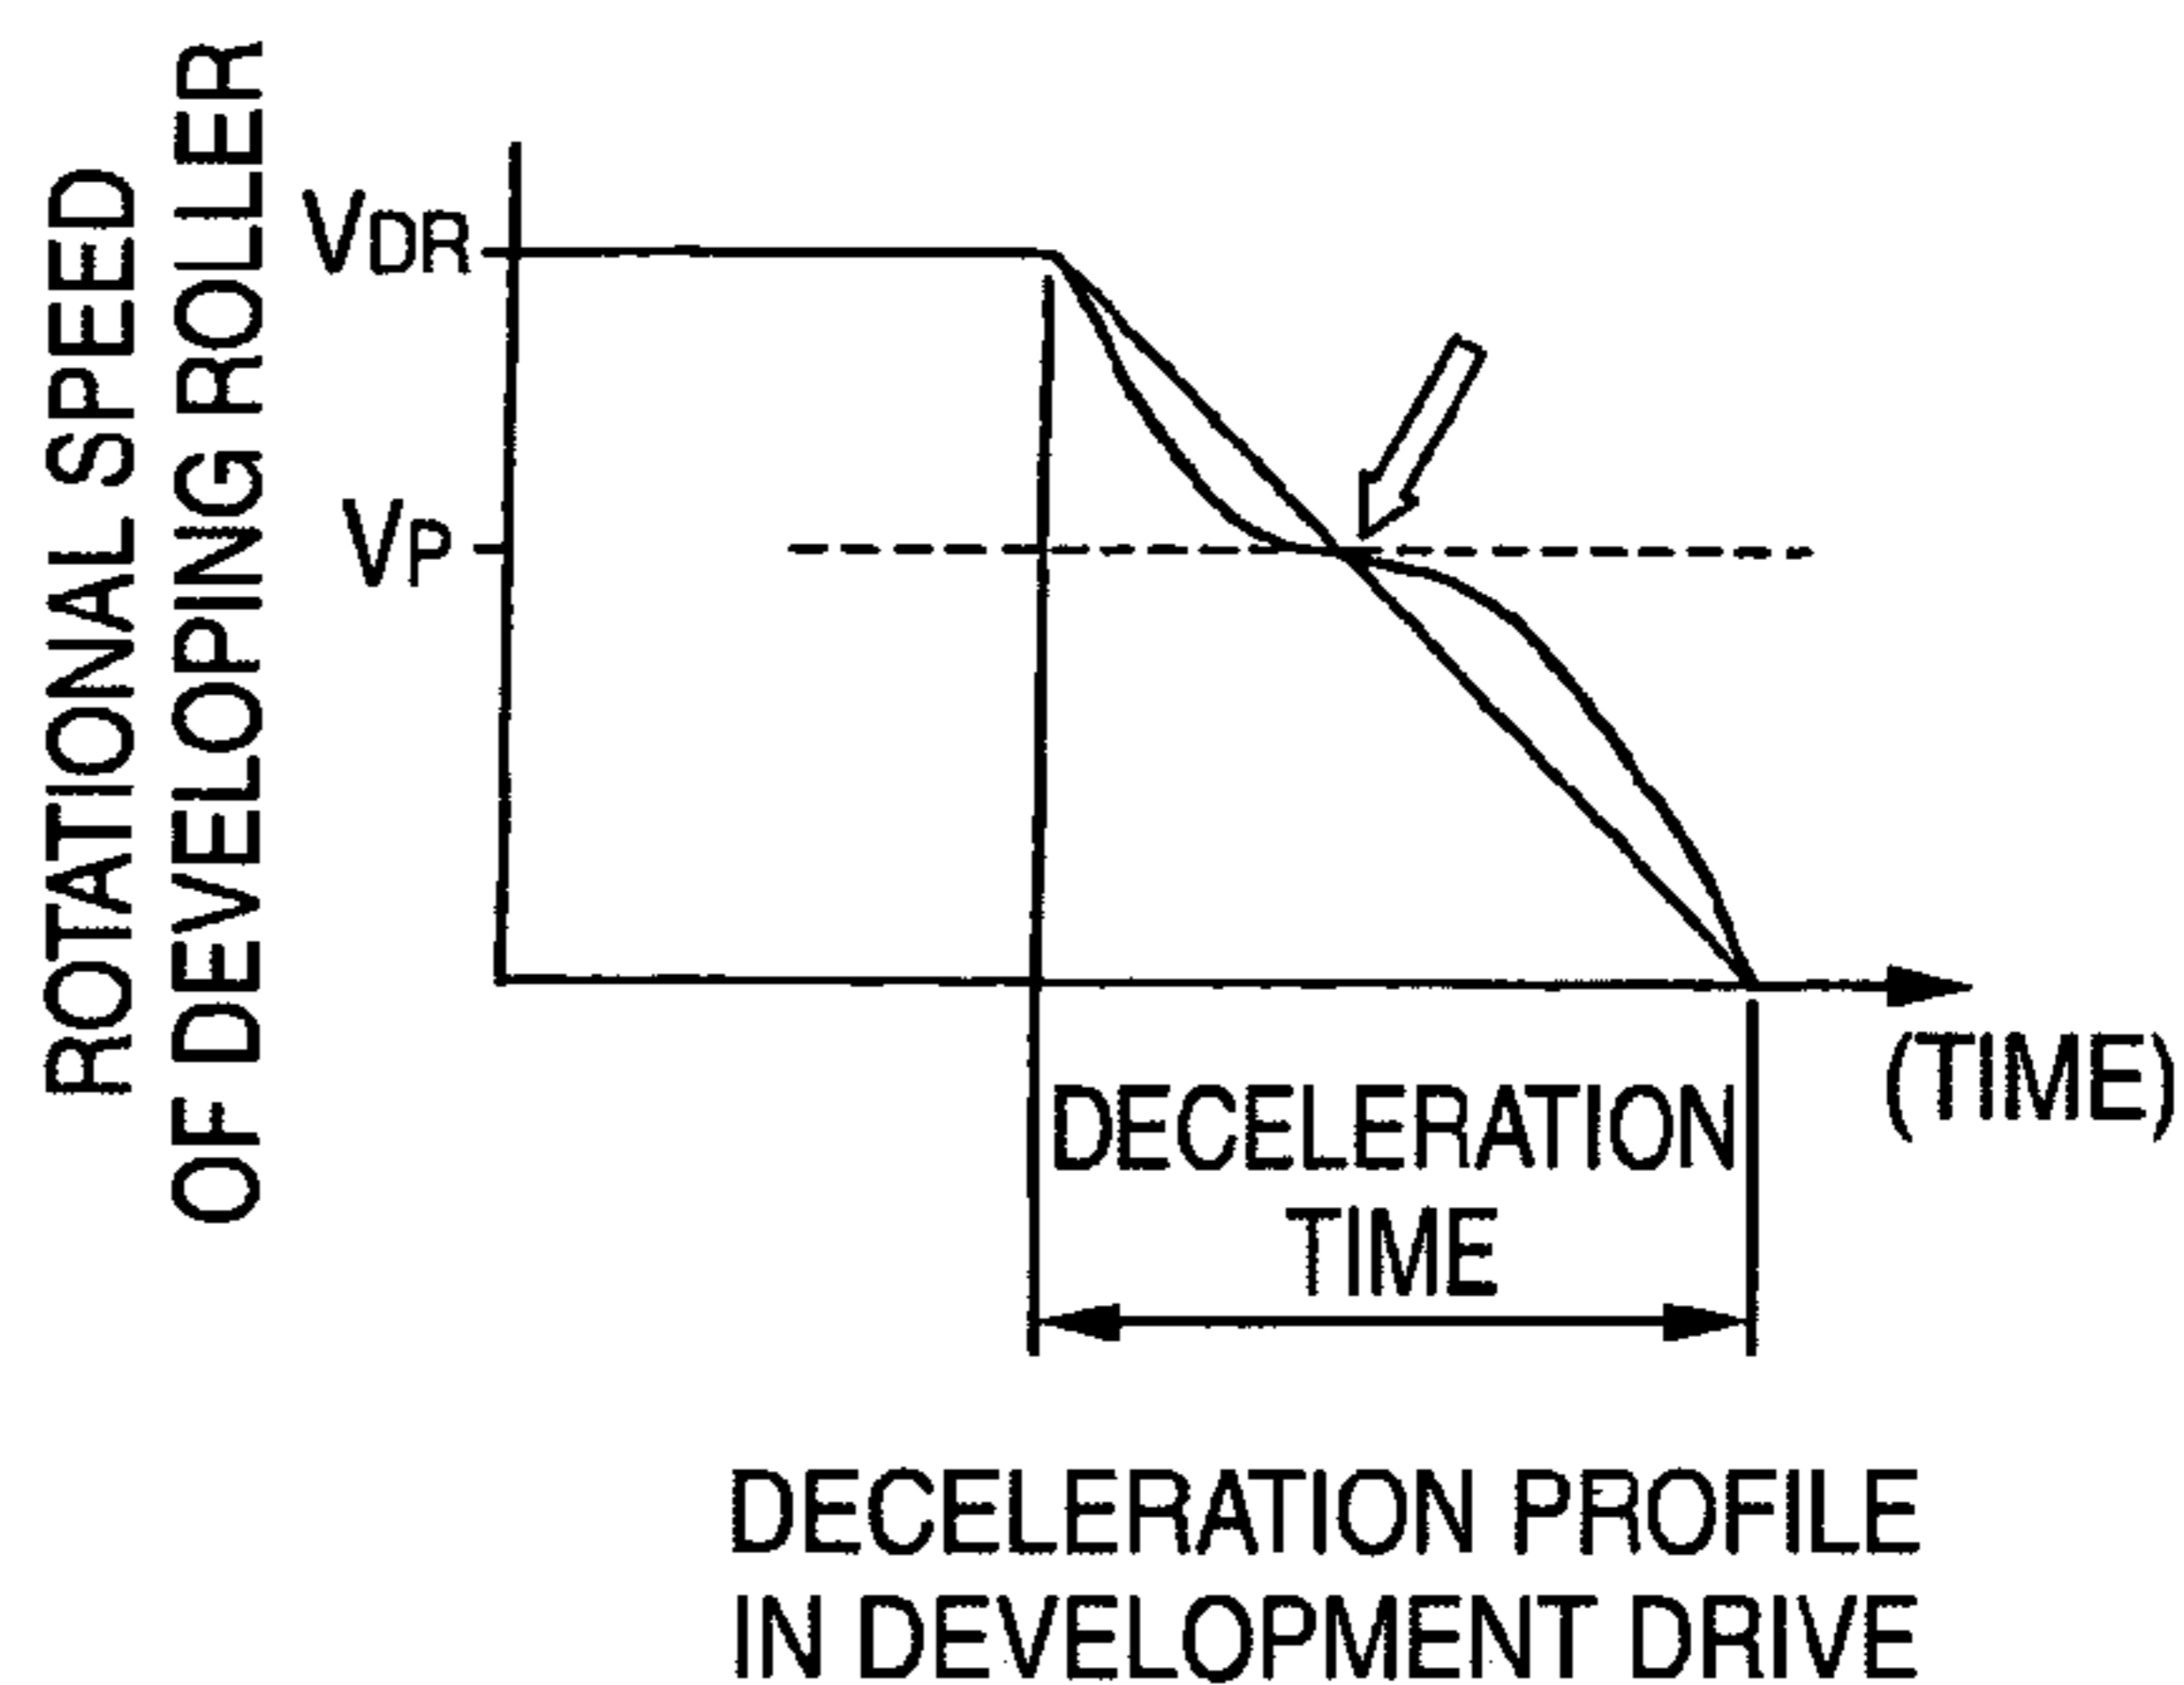 ROTATIONAL SPEED
OF DEVELOPING ROLLER
VDR
VP
(TIME)
DECELERATION
TIME
DECELERATION PROFILE
IN DEVELOPMENT DRIVE